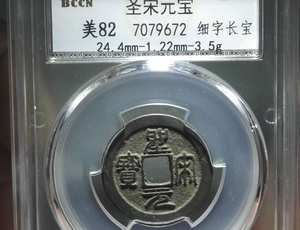 BCCN
圣宋元宝
美82 7079672 细字长宝
24.4mm-1.22mm-3.5g
聖
寶 宋
元